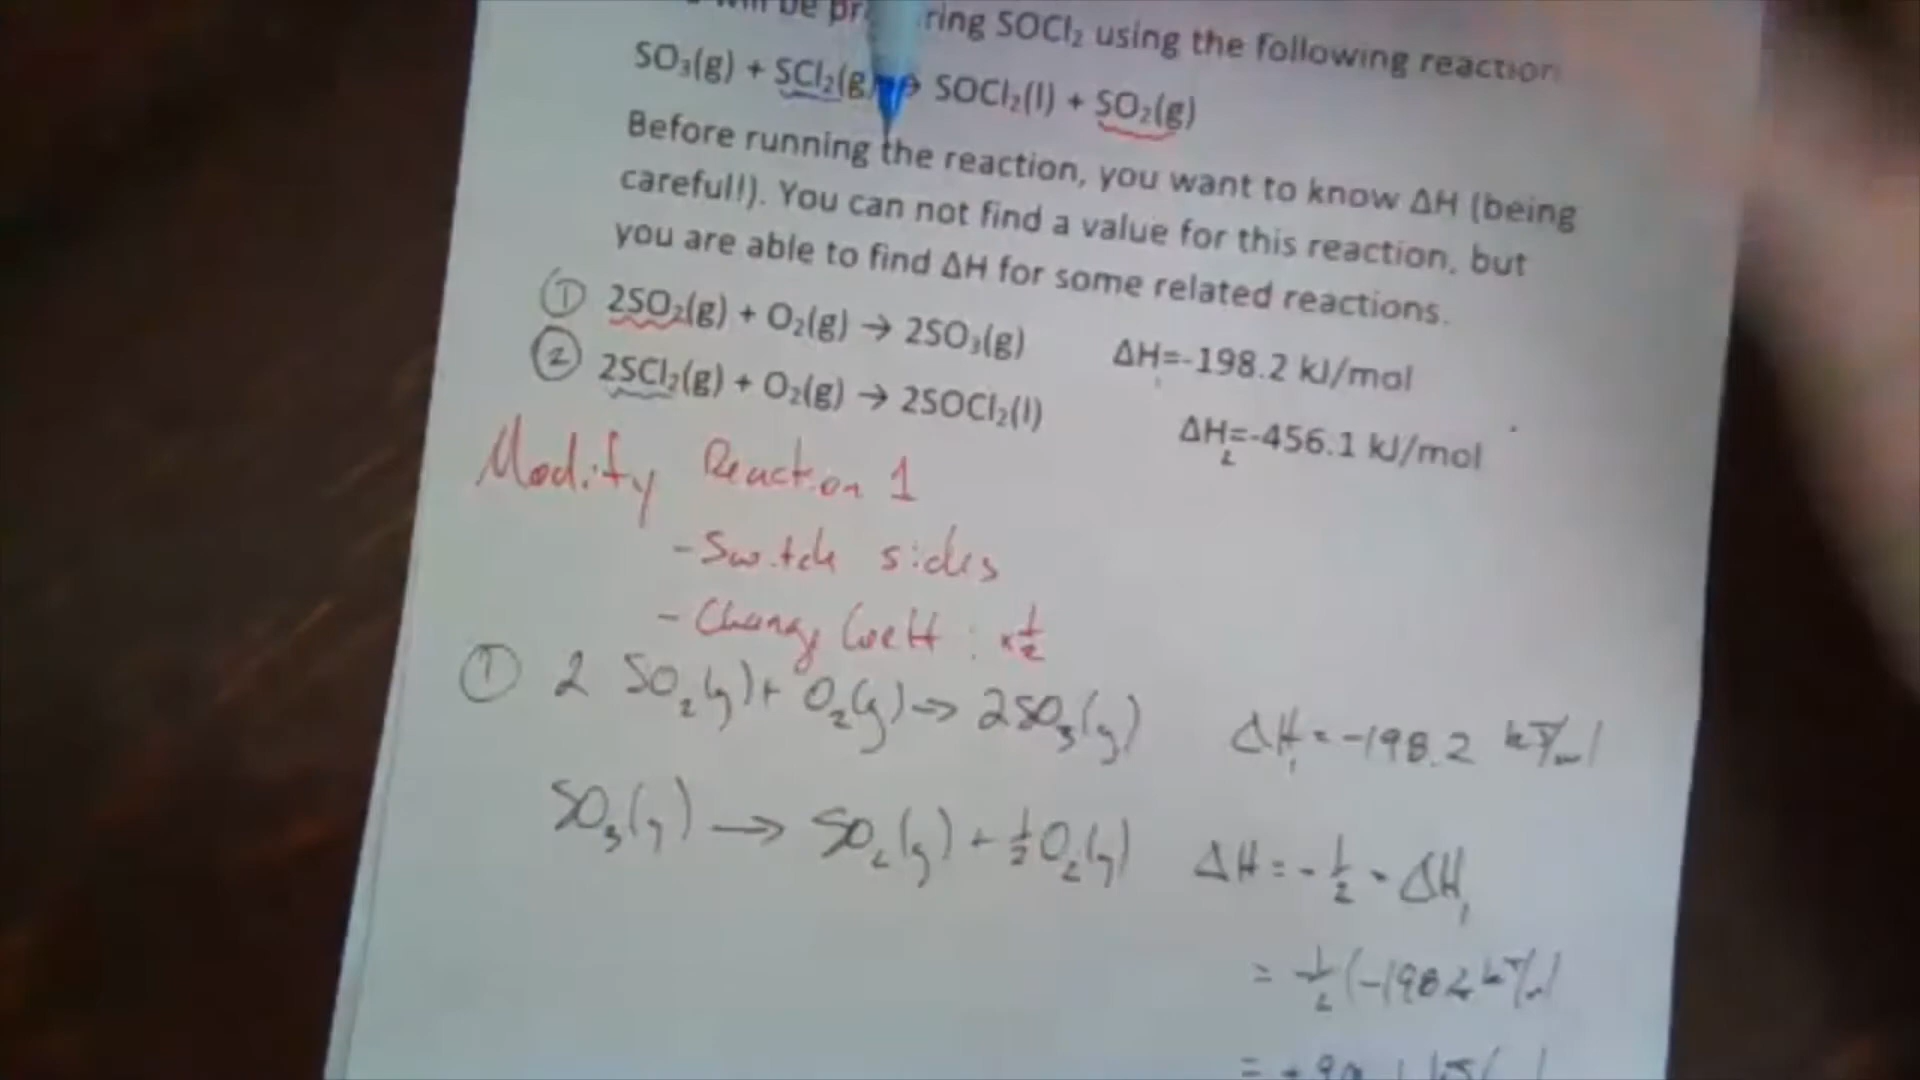 will be ring SOCl₂ using the following reaction
SO₃(g) + SCl₂(g) → SOCl₂(l) + SO₂(g)
Before running the reaction, you want to know ΔH (being
careful!). You can not find a value for this reaction, but
you are able to find ΔH for some related reactions.
① 2SO₂(g) + O₂(g) → 2SO₃(g) ΔH=-198.2 kJ/mol
② 2SCl₂(g) + O₂(g) → 2SOCl₂(l) ΔH₂=-456.1 kJ/mol
Modify Reaction 1
- Switch sides
- Change Coeff : x½
① 2 SO₂(g) + O₂(g) → 2SO₃(g) ΔH₁ = -198.2 kJ/mol
SO₃(g) → SO₂(g) + ½O₂(g) ΔH = -½ · ΔH₁
= -½(-198.2 kJ/mol